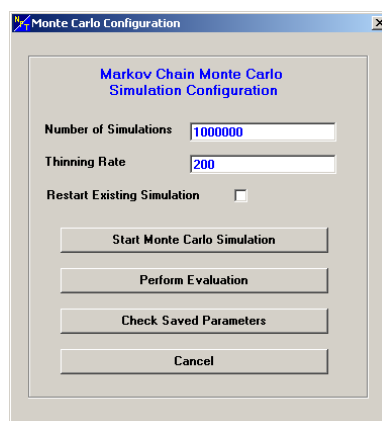 NFT Monte Carlo Configuration
Markov Chain Monte Carlo
Simulation Configuration
Number of Simulations 1000000
Thinning Rate 200
Restart Existing Simulation
Start Monte Carlo Simulation
Perform Evaluation
Check Saved Parameters
Cancel